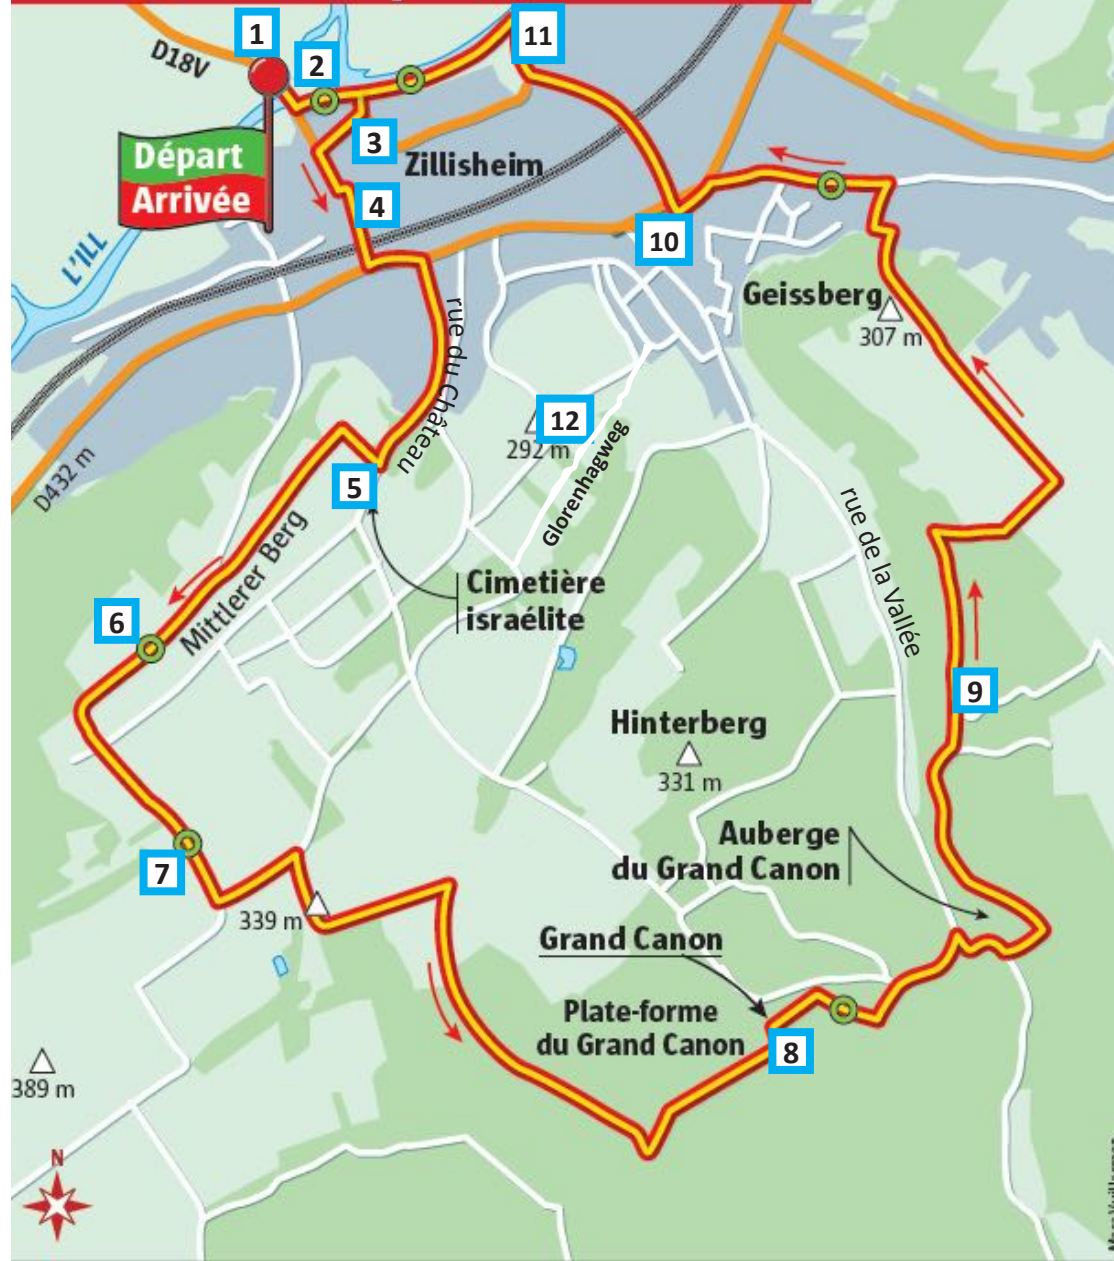 1
11
2
D18V
3
Départ
Zillisheim
Arrivée
4
L'ILL
10
Geissberg
307 m
rue du Château
12
292 m
Glorenhagweg
D432 m
5
rue de la Vallée
Mittlerer Berg
Cimetière
israélite
6
9
Hinterberg
331 m
Auberge
du Grand Canon
7
339 m
Grand Canon
Plate-forme
du Grand Canon
8
389 m
N